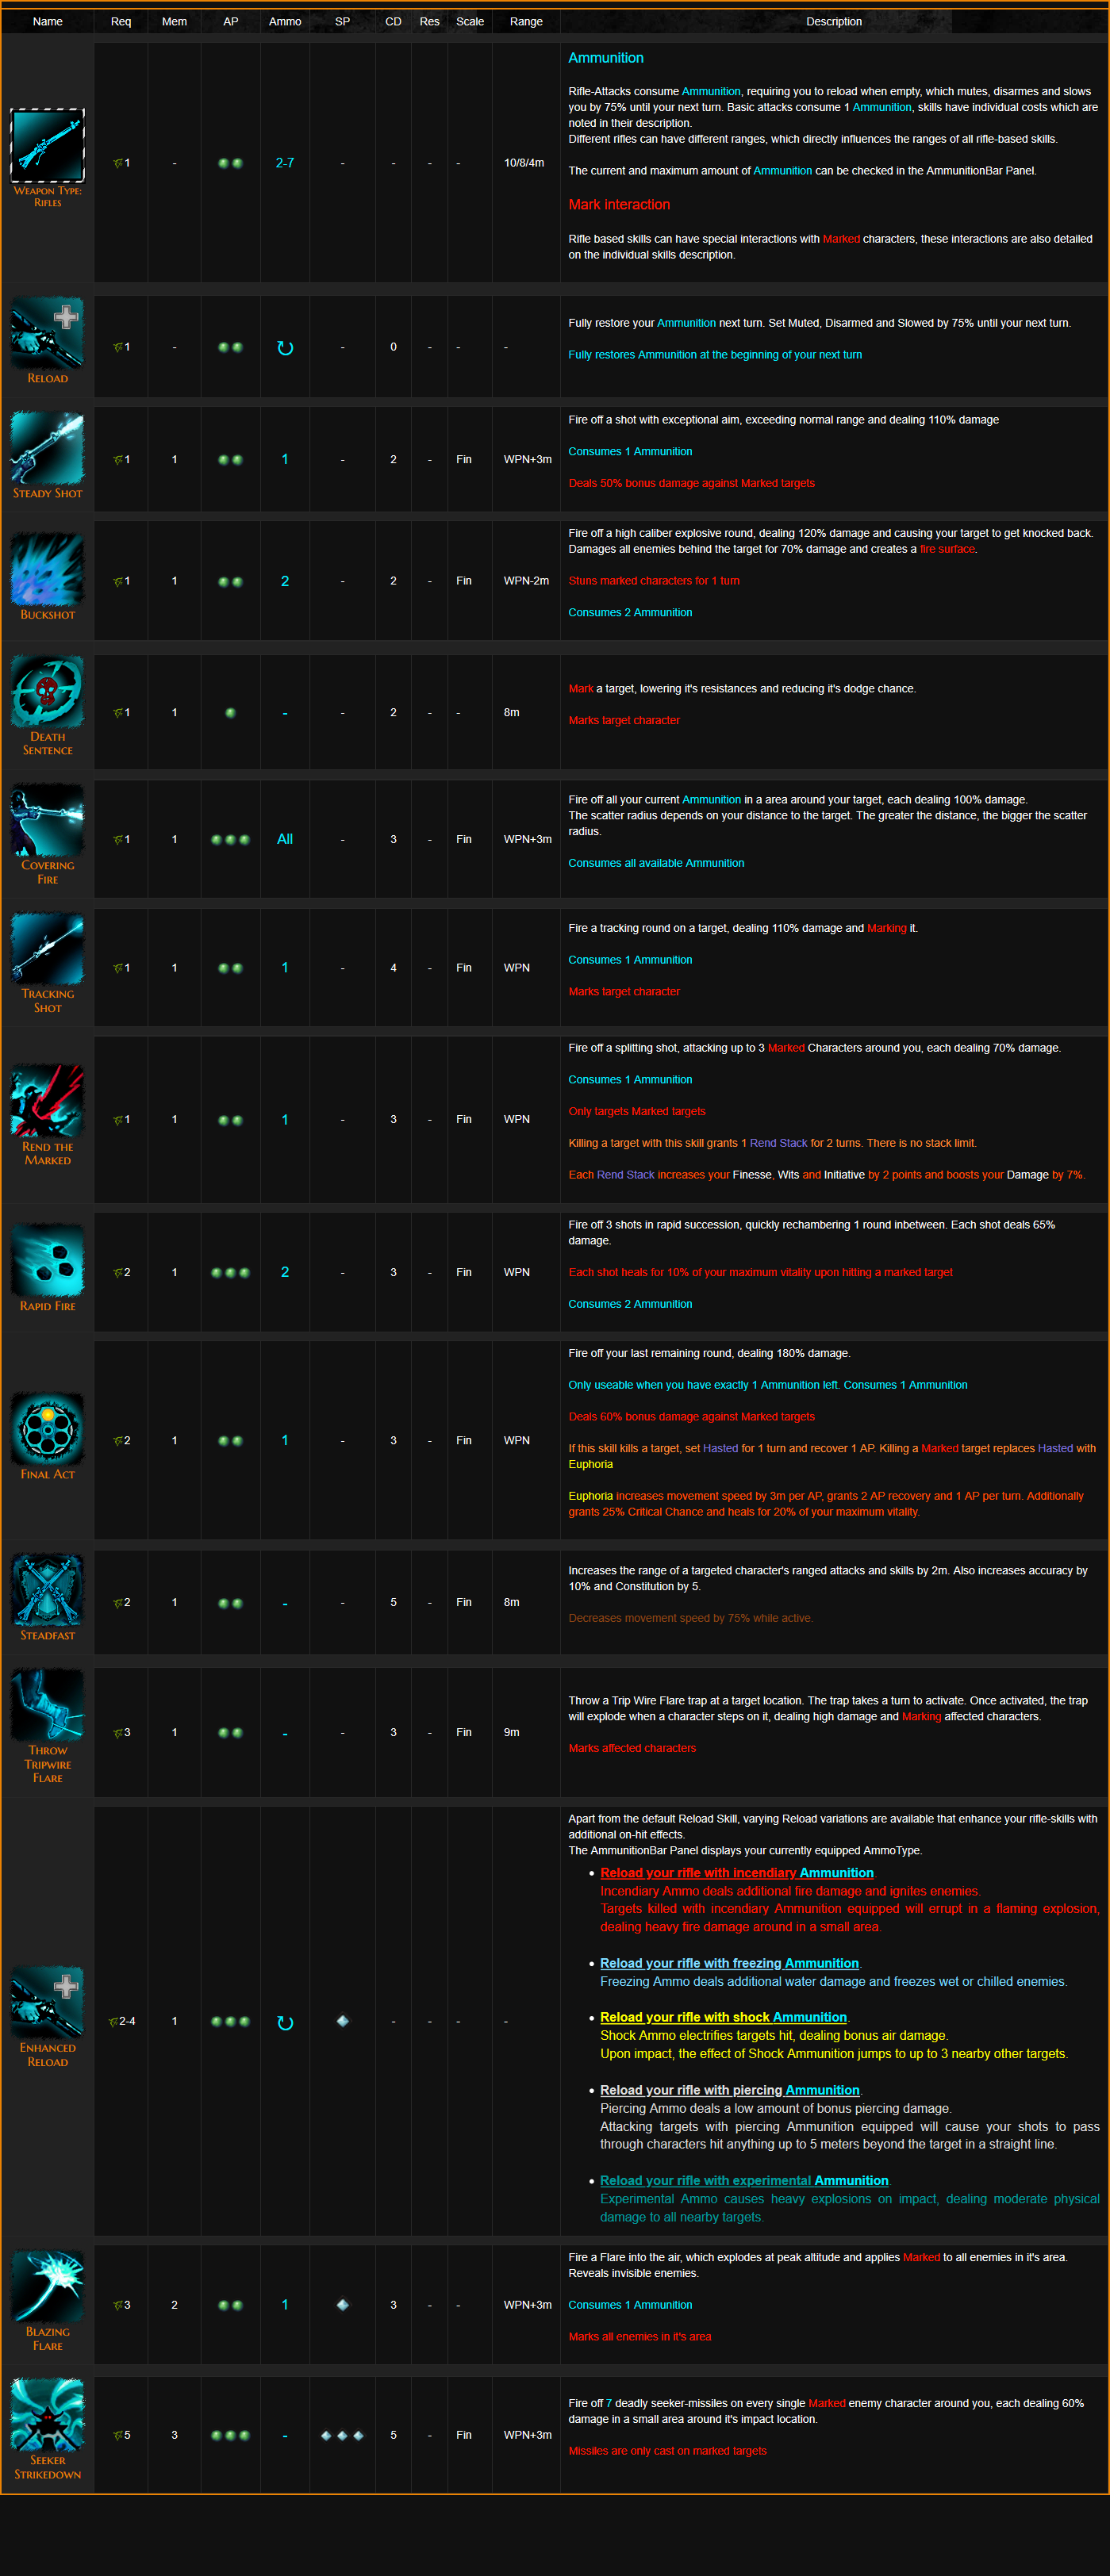 Name Req Mem AP Ammo SP CD Res Scale Range Description
Weapon Type:
Rifles
1 - 2-7 - - - - 10/8/4m
Ammunition
Rifle-Attacks consume Ammunition, requiring you to reload when empty, which mutes, disarmes and slows
you by 75% until your next turn. Basic attacks consume 1 Ammunition, skills have individual costs which are
noted in their description.
Different rifles can have different ranges, which directly influences the ranges of all rifle-based skills.
The current and maximum amount of Ammunition can be checked in the AmmunitionBar Panel.
Mark interaction
Rifle based skills can have special interactions with Marked characters, these interactions are also detailed
on the individual skills description.
Reload
1 - ↻ - 0 - - -
Fully restore your Ammunition next turn. Set Muted, Disarmed and Slowed by 75% until your next turn.
Fully restores Ammunition at the beginning of your next turn
Steady Shot
1 1 1 - 2 - Fin WPN+3m
Fire off a shot with exceptional aim, exceeding normal range and dealing 110% damage
Consumes 1 Ammunition
Deals 50% bonus damage against Marked targets
Buckshot
1 1 2 - 2 - Fin WPN-2m
Fire off a high caliber explosive round, dealing 120% damage and causing your target to get knocked back.
Damages all enemies behind the target for 70% damage and creates a fire surface.
Stuns marked characters for 1 turn
Consumes 2 Ammunition
Death
Sentence
1 1 - - 2 - - 8m
Mark a target, lowering it's resistances and reducing it's dodge chance.
Marks target character
Covering
Fire
1 1 All - 3 - Fin WPN+3m
Fire off all your current Ammunition in a area around your target, each dealing 100% damage.
The scatter radius depends on your distance to the target. The greater the distance, the bigger the scatter
radius.
Consumes all available Ammunition
Tracking
Shot
1 1 1 - 4 - Fin WPN
Fire a tracking round on a target, dealing 110% damage and Marking it.
Consumes 1 Ammunition
Marks target character
Rend the
Marked
1 1 1 - 3 - Fin WPN
Fire off a splitting shot, attacking up to 3 Marked Characters around you, each dealing 70% damage.
Consumes 1 Ammunition
Only targets Marked targets
Killing a target with this skill grants 1 Rend Stack for 2 turns. There is no stack limit.
Each Rend Stack increases your Finesse, Wits and Initiative by 2 points and boosts your Damage by 7%.
Rapid Fire
2 1 2 - 3 - Fin WPN
Fire off 3 shots in rapid succession, quickly rechambering 1 round inbetween. Each shot deals 65%
damage.
Each shot heals for 10% of your maximum vitality upon hitting a marked target
Consumes 2 Ammunition
Final Act
2 1 1 - 3 - Fin WPN
Fire off your last remaining round, dealing 180% damage.
Only useable when you have exactly 1 Ammunition left. Consumes 1 Ammunition
Deals 60% bonus damage against Marked targets
If this skill kills a target, set Hasted for 1 turn and recover 1 AP. Killing a Marked target replaces Hasted with
Euphoria
Euphoria increases movement speed by 3m per AP, grants 2 AP recovery and 1 AP per turn. Additionally
grants 25% Critical Chance and heals for 20% of your maximum vitality.
Steadfast
2 1 - - 5 - Fin 8m
Increases the range of a targeted character's ranged attacks and skills by 2m. Also increases accuracy by
10% and Constitution by 5.
Decreases movement speed by 75% while active.
Throw
Tripwire
Flare
3 1 - - 3 - Fin 9m
Throw a Trip Wire Flare trap at a target location. The trap takes a turn to activate. Once activated, the trap
will explode when a character steps on it, dealing high damage and Marking affected characters.
Marks affected characters
Enhanced
Reload
2-4 1 ↻ - - - -
Apart from the default Reload Skill, varying Reload variations are available that enhance your rifle-skills with
additional on-hit effects.
The AmmunitionBar Panel displays your currently equipped AmmoType.
• Reload your rifle with incendiary Ammunition.
Incendiary Ammo deals additional fire damage and ignites enemies.
Targets killed with incendiary Ammunition equipped will errupt in a flaming explosion,
dealing heavy fire damage around in a small area.
• Reload your rifle with freezing Ammunition.
Freezing Ammo deals additional water damage and freezes wet or chilled enemies.
• Reload your rifle with shock Ammunition.
Shock Ammo electrifies targets hit, dealing bonus air damage.
Upon impact, the effect of Shock Ammunition jumps to up to 3 nearby other targets.
• Reload your rifle with piercing Ammunition.
Piercing Ammo deals a low amount of bonus piercing damage.
Attacking targets with piercing Ammunition equipped will cause your shots to pass
through characters hit anything up to 5 meters beyond the target in a straight line.
• Reload your rifle with experimental Ammunition.
Experimental Ammo causes heavy explosions on impact, dealing moderate physical
damage to all nearby targets.
Blazing
Flare
3 2 1 3 - - WPN+3m
Fire a Flare into the air, which explodes at peak altitude and applies Marked to all enemies in it's area.
Reveals invisible enemies.
Consumes 1 Ammunition
Marks all enemies in it's area
Seeker
Strikedown
5 3 - 5 - Fin WPN+3m
Fire off 7 deadly seeker-missiles on every single Marked enemy character around you, each dealing 60%
damage in a small area around it's impact location.
Missiles are only cast on marked targets